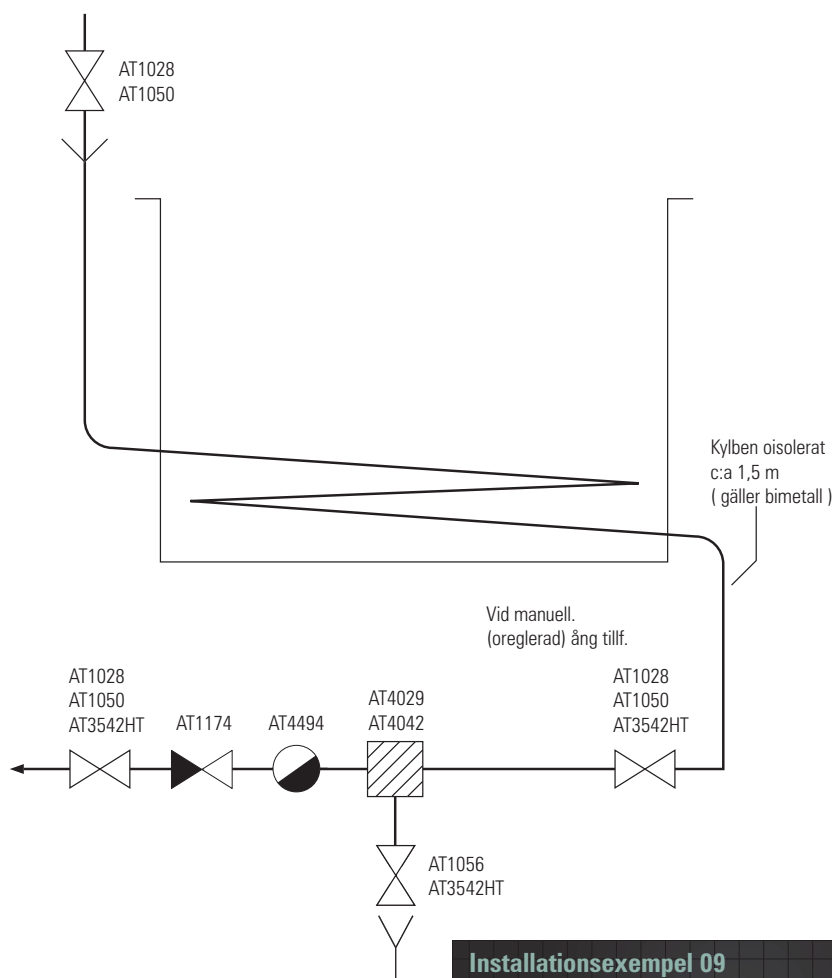 AT1028
AT1050
Kylben oisolerat
c:a 1,5 m
( gäller bimetall )
Vid manuell.
(oreglerad) ång tillf.
AT1028
AT1050
AT3542HT
AT1174
AT4494
AT4029
AT4042
AT1028
AT1050
AT3542HT
AT1056
AT3542HT
Installationsexempel 09